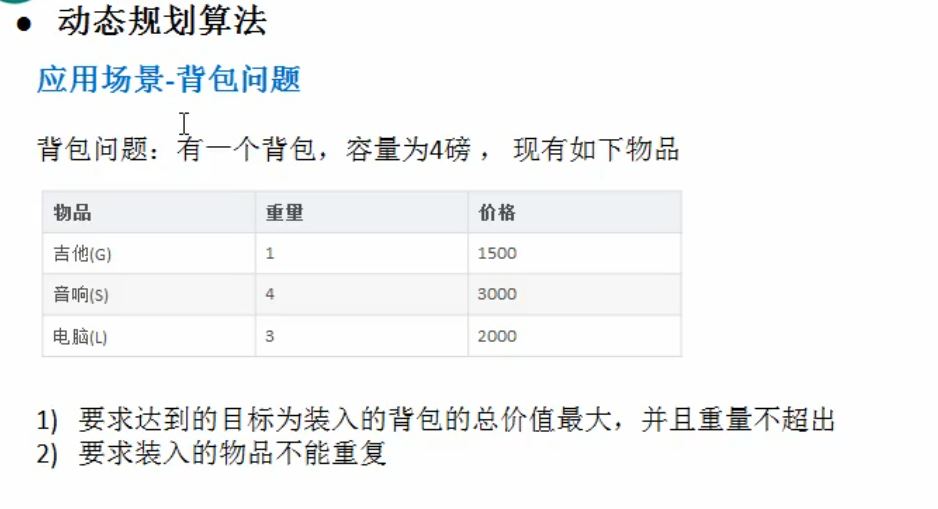 ● 动态规划算法
应用场景-背包问题
背包问题：有一个背包，容量为4磅 ， 现有如下物品
物品 重量 价格
吉他(G) 1 1500
音响(S) 4 3000
电脑(L) 3 2000
1) 要求达到的目标为装入的背包的总价值最大，并且重量不超出
2) 要求装入的物品不能重复